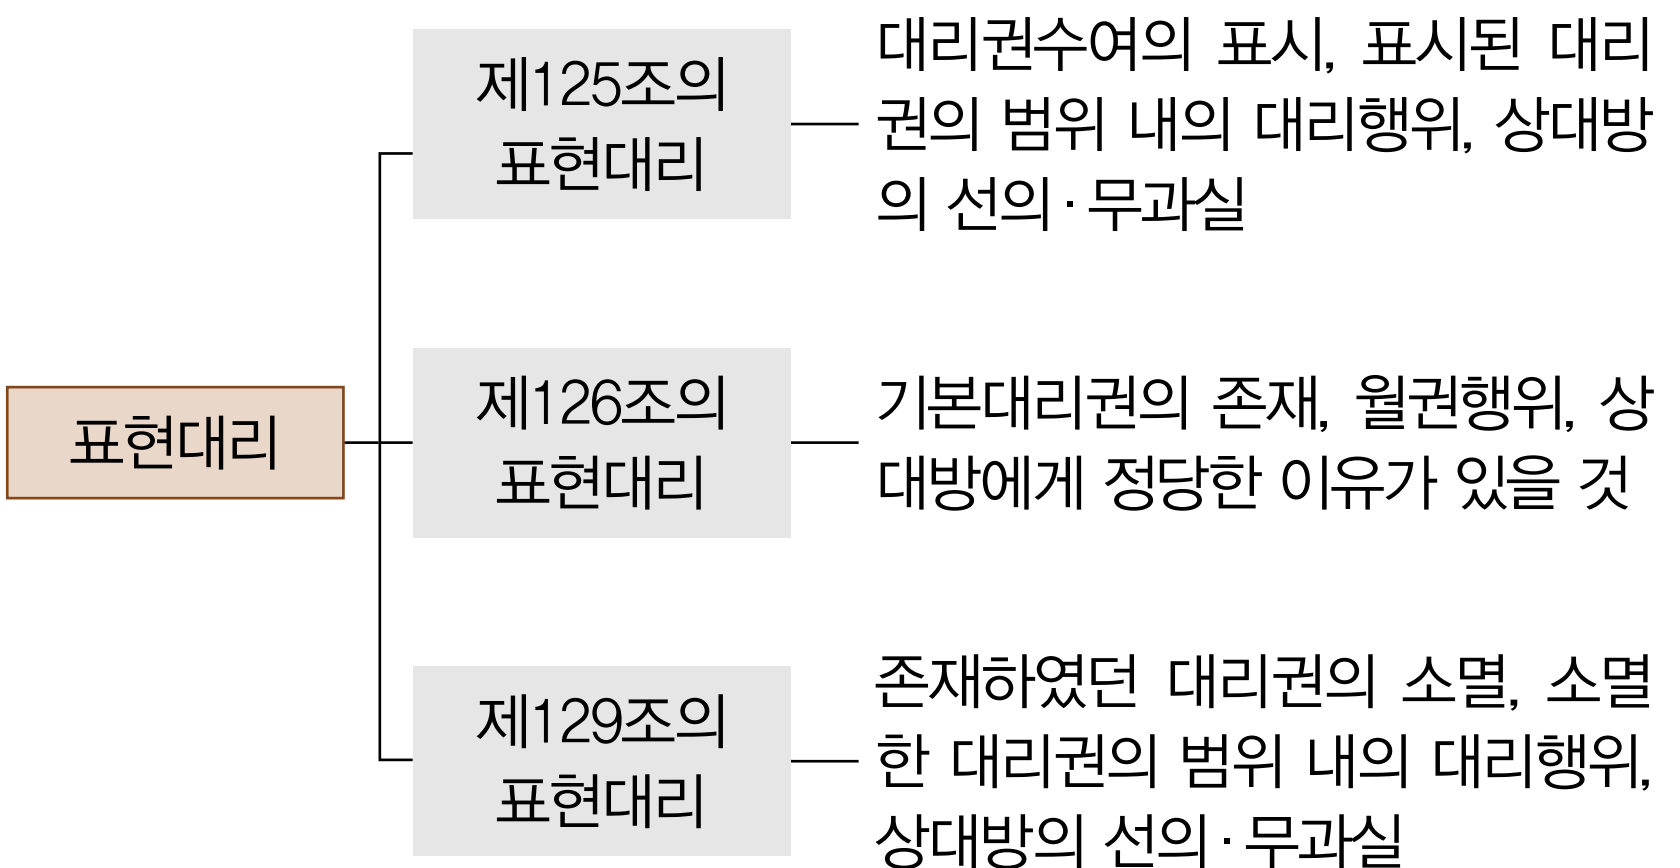 표현대리
제125조의
표현대리
대리권수여의 표시, 표시된 대리
권의 범위 내의 대리행위, 상대방
의 선의·무과실
제126조의
표현대리
기본대리권의 존재, 월권행위, 상
대방에게 정당한 이유가 있을 것
제129조의
표현대리
존재하였던 대리권의 소멸, 소멸
한 대리권의 범위 내의 대리행위,
상대방의 선의·무과실